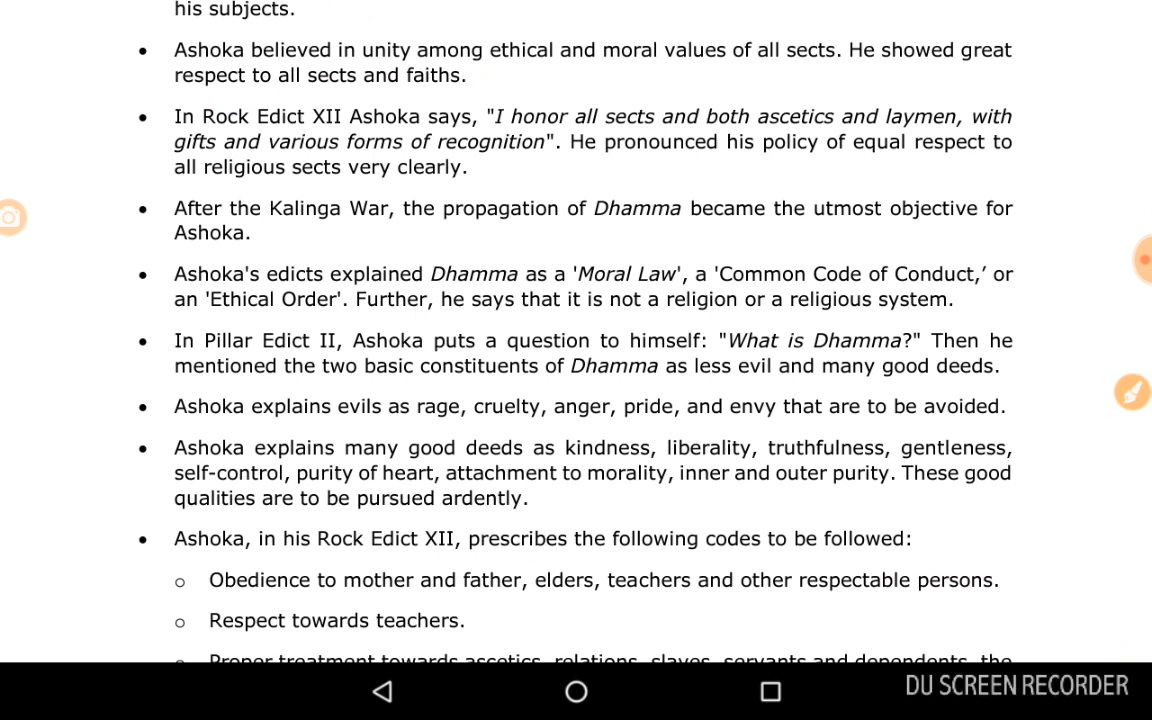 his subjects.
• Ashoka believed in unity among ethical and moral values of all sects. He showed great
respect to all sects and faiths.
• In Rock Edict XII Ashoka says, "I honor all sects and both ascetics and laymen, with
gifts and various forms of recognition". He pronounced his policy of equal respect to
all religious sects very clearly.
• After the Kalinga War, the propagation of Dhamma became the utmost objective for
Ashoka.
• Ashoka's edicts explained Dhamma as a 'Moral Law', a 'Common Code of Conduct,’ or
an 'Ethical Order'. Further, he says that it is not a religion or a religious system.
• In Pillar Edict II, Ashoka puts a question to himself: "What is Dhamma?" Then he
mentioned the two basic constituents of Dhamma as less evil and many good deeds.
• Ashoka explains evils as rage, cruelty, anger, pride, and envy that are to be avoided.
• Ashoka explains many good deeds as kindness, liberality, truthfulness, gentleness,
self-control, purity of heart, attachment to morality, inner and outer purity. These good
qualities are to be pursued ardently.
• Ashoka, in his Rock Edict XII, prescribes the following codes to be followed:
o Obedience to mother and father, elders, teachers and other respectable persons.
o Respect towards teachers.
o Proper treatment towards ascetics, relations, slaves, servants and dependents, the
DU SCREEN RECORDER